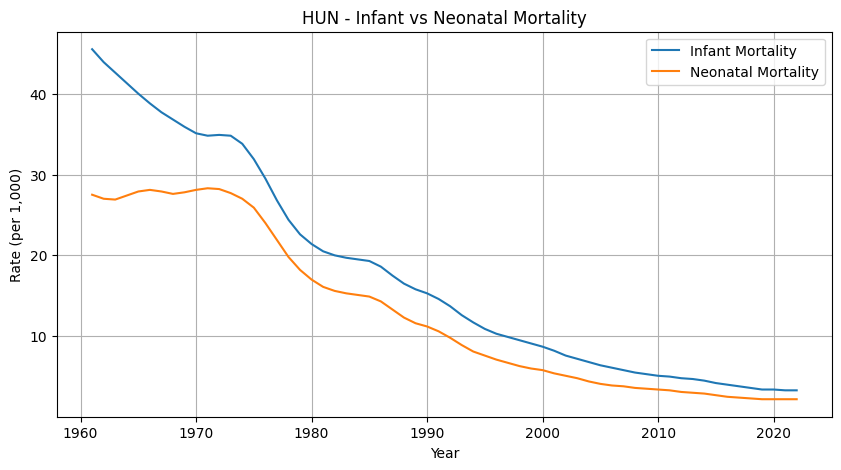 HUN - Infant vs Neonatal Mortality
Infant Mortality
Neonatal Mortality
Rate (per 1,000)
40
30
20
10
1960 1970 1980 1990 2000 2010 2020
Year